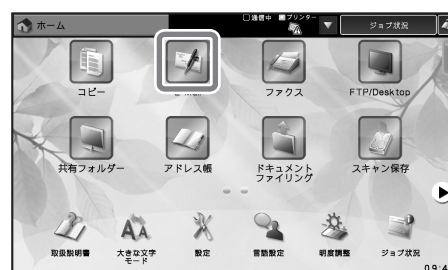 ホーム
□通信中 ■プリンター
ジョブ状況
コピー
E-Mail
ファクス
FTP/Desktop
共有フォルダー
アドレス帳
ドキュメント
ファイリング
スキャン保存
取扱説明書
大きな文字
モード
設定
言語設定
明度調整
ジョブ状況
09:4